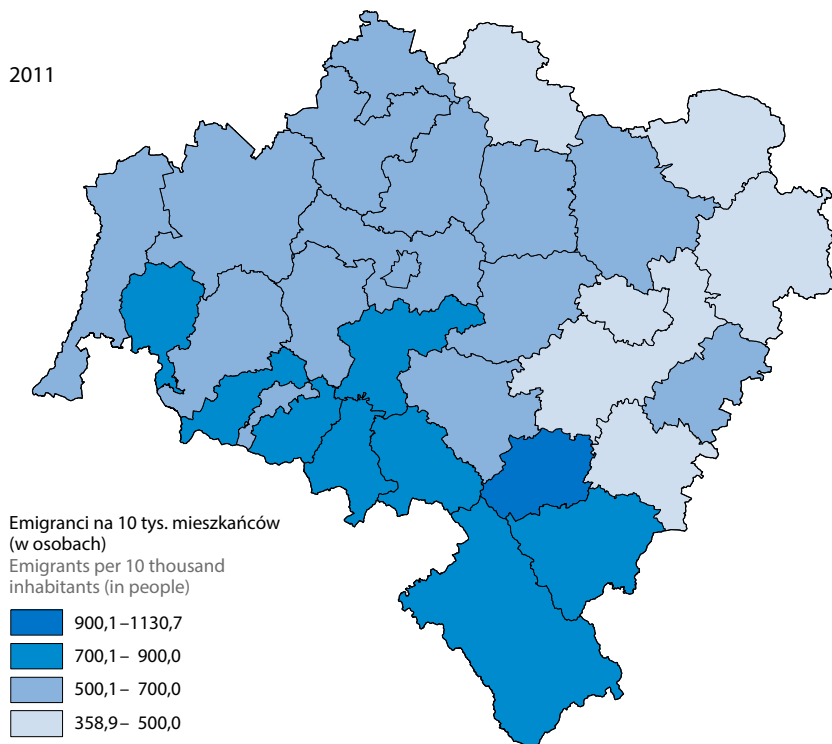 2011
Emigranci na 10 tys. mieszkańców
(w osobach)
Emigrants per 10 thousand
inhabitants (in people)
900,1–1130,7
700,1– 900,0
500,1– 700,0
358,9– 500,0